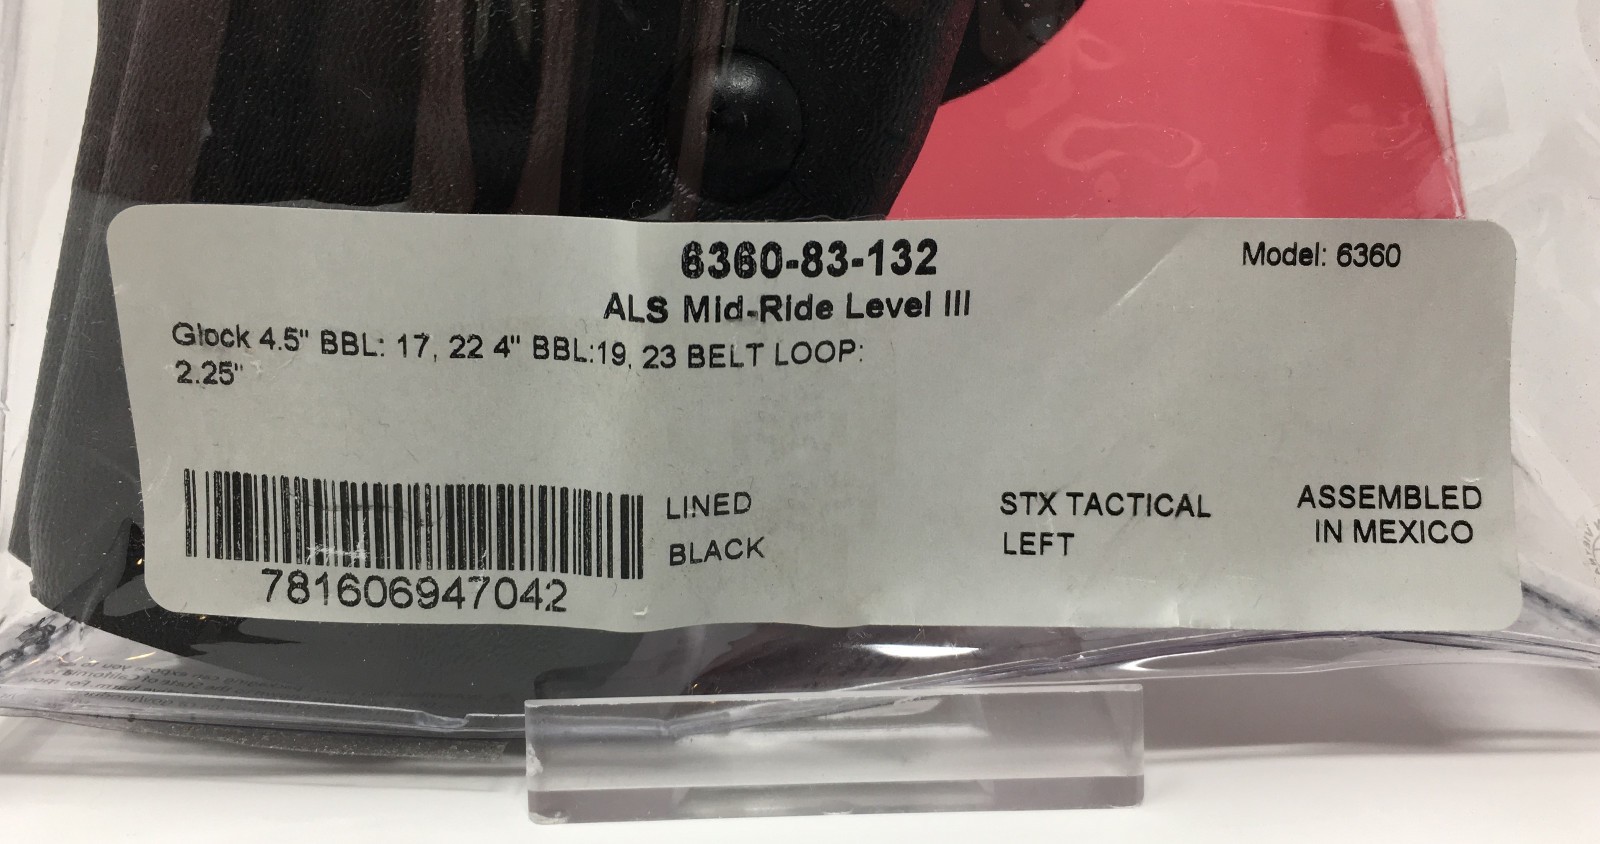 6360-83-132
Model: 6360
ALS Mid-Ride Level III
Glock 4.5" BBL: 17, 22 4" BBL:19, 23 BELT LOOP:
2.25"
LINED
BLACK
STX TACTICAL
LEFT
ASSEMBLED
IN MEXICO
781606947042